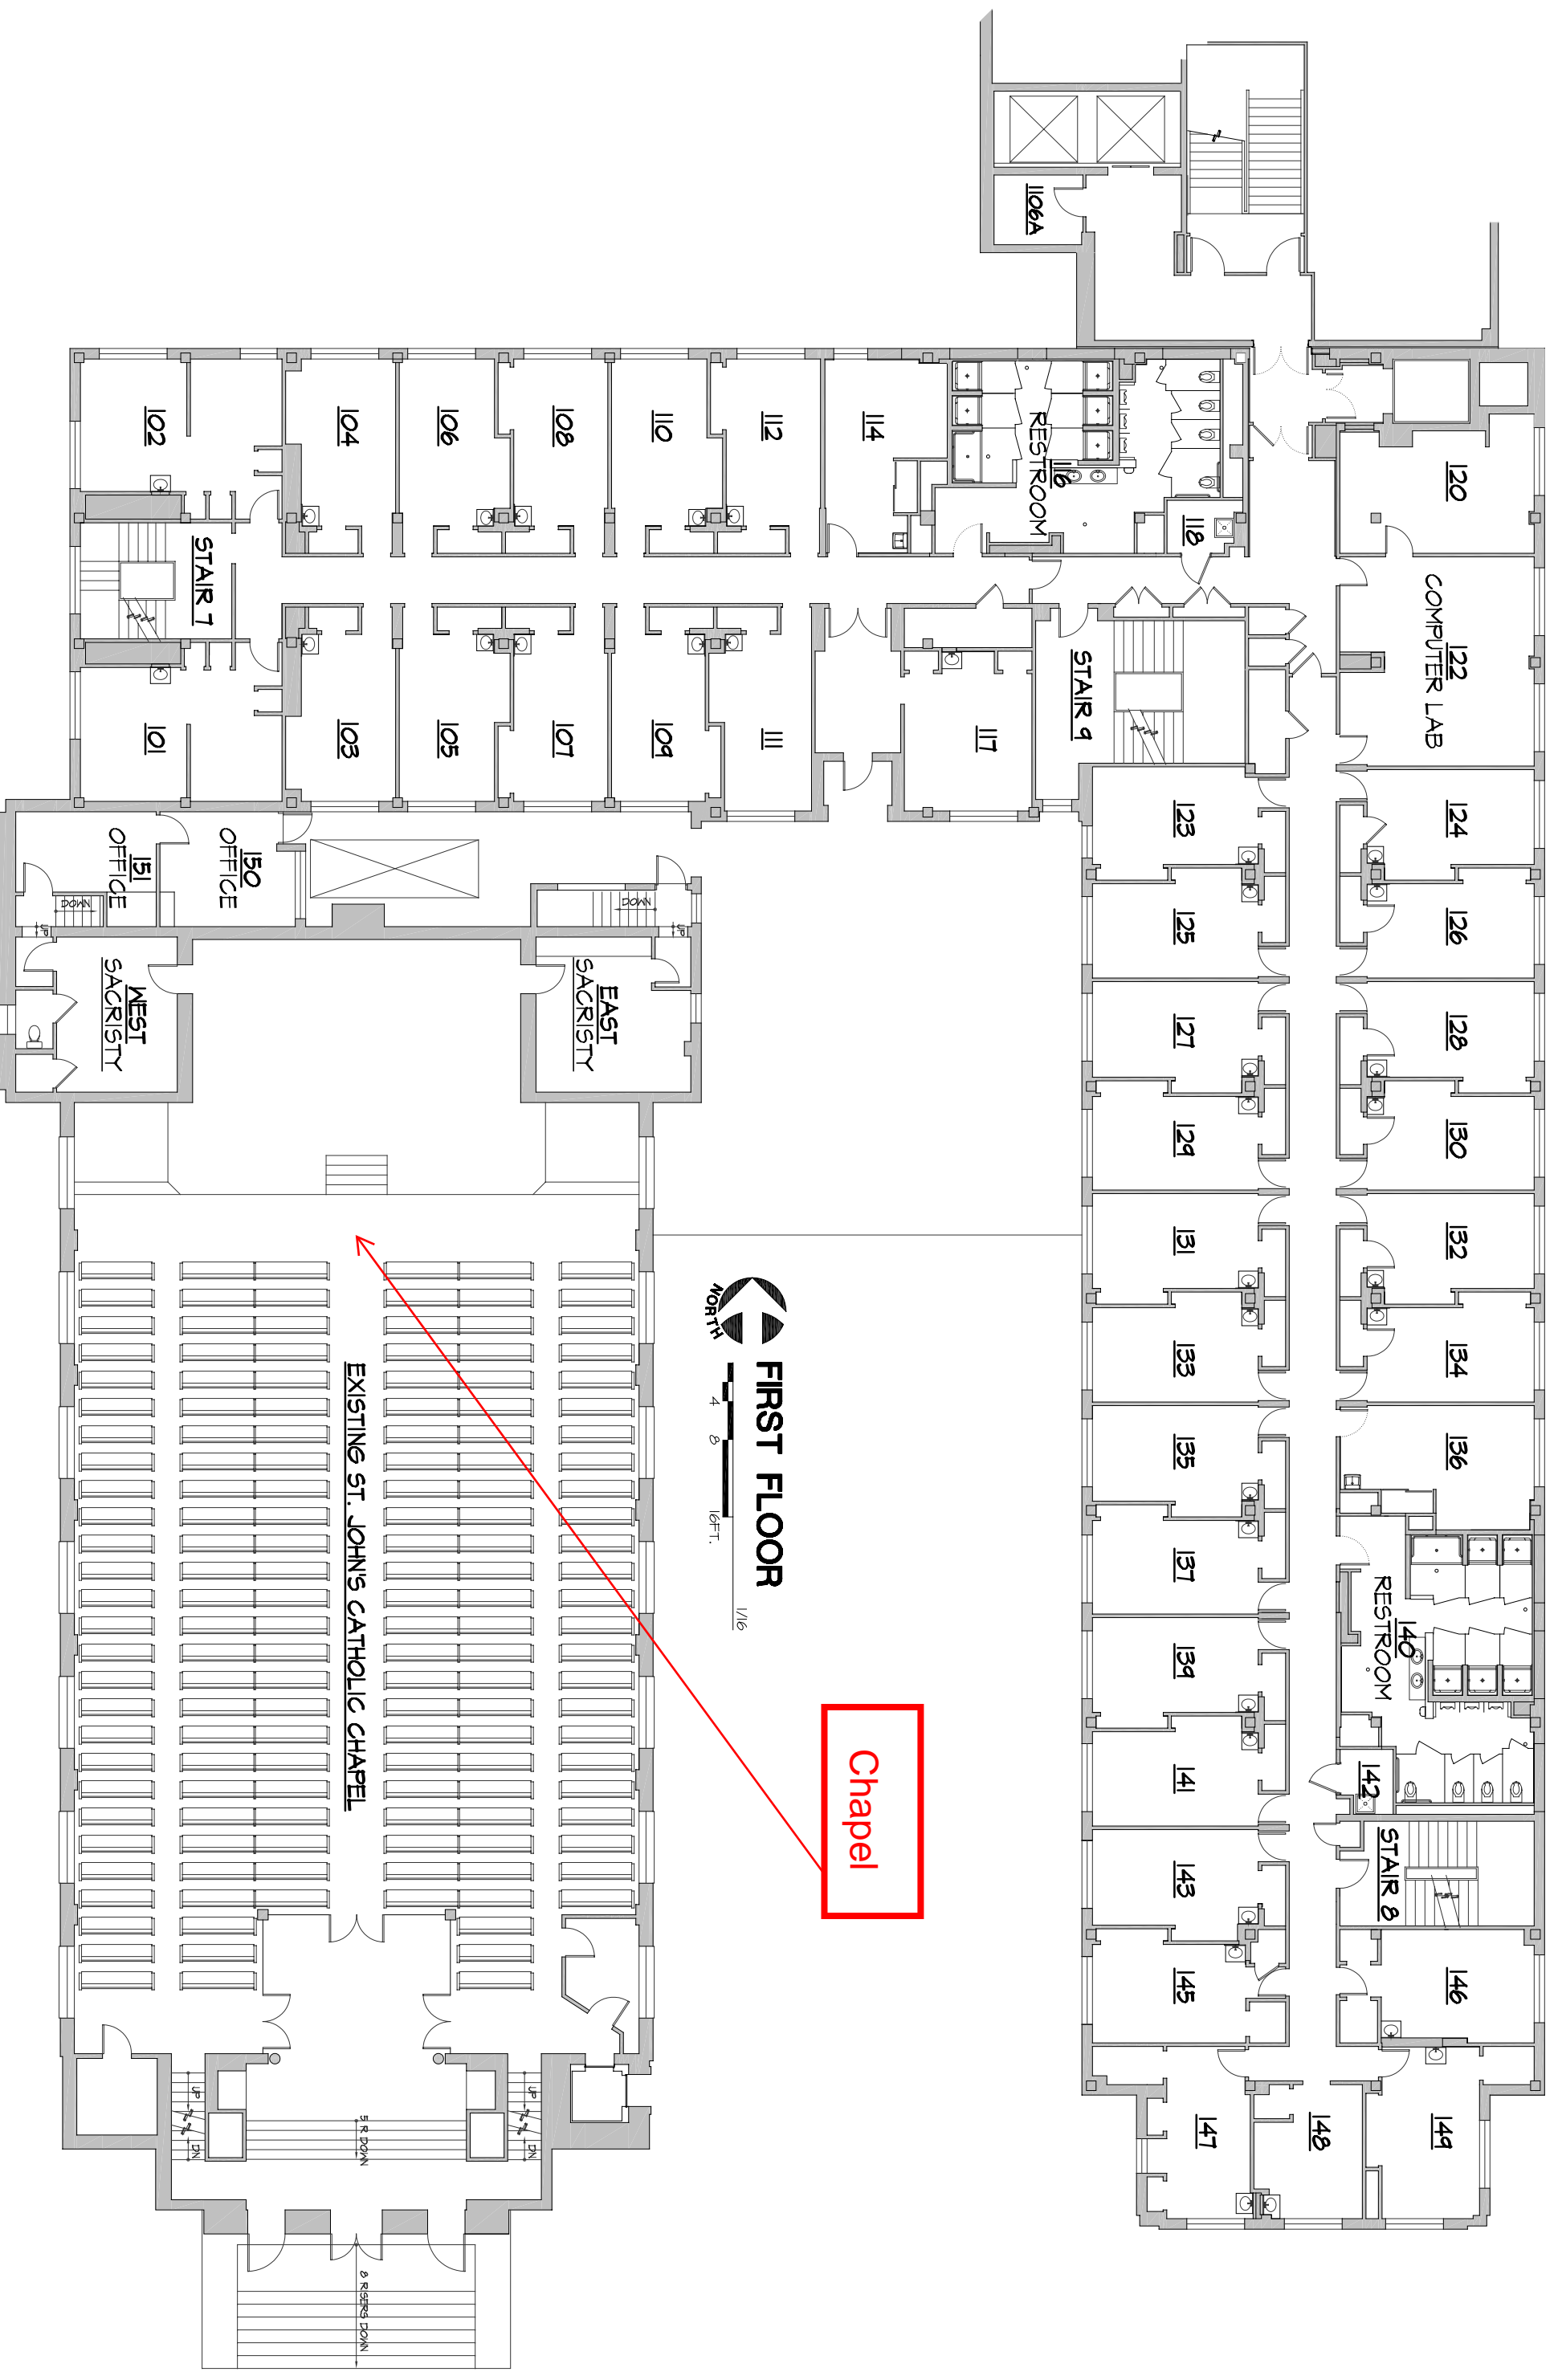 1106A
102
104
106
108
110
112
114
116
RESTROOM
118
120
STAIR 7
122
COMPUTER LAB
101
103
105
107
109
111
117
STAIR 9
123
124
151
OFFICE
150
OFFICE
DOWN
UP
DOWN
UP
125
126
WEST
SACRISTY
EAST
SACRISTY
127
128
129
130
131
132
NORTH
FIRST FLOOR
4
8
16FT.
1/16
133
134
135
136
EXISTING ST. JOHN'S CATHOLIC CHAPEL
137
140
RESTROOM
139
Chapel
141
142
143
STAIR 8
145
146
UP
DN
5 R DOWN
UP
DN
147
148
149
8 RISERS DOWN